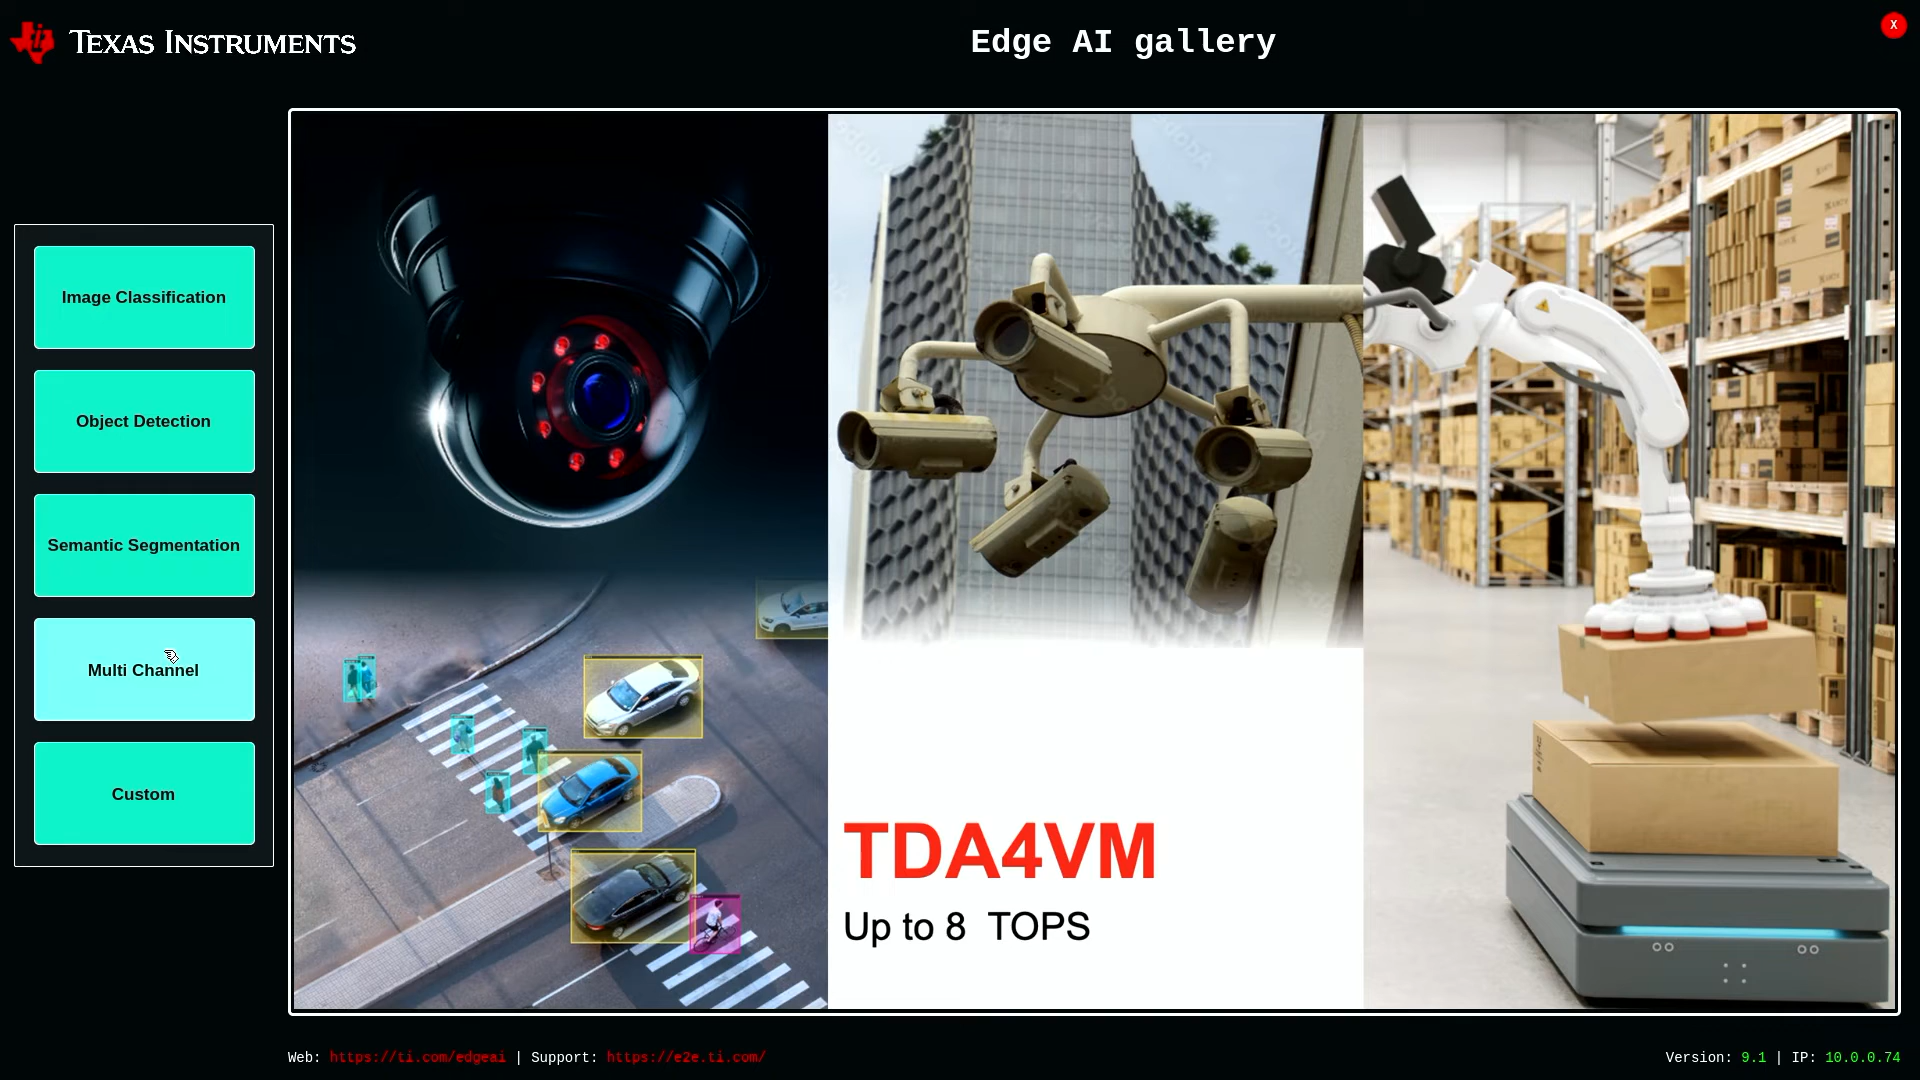 TEXAS INSTRUMENTS
Edge AI gallery
X
Image Classification
Object Detection
Semantic Segmentation
Multi Channel
Custom
TDA4VM
Up to 8 TOPS
Web: https://ti.com/edgeai | Support: https://e2e.ti.com/
Version: 9.1 | IP: 10.0.0.74